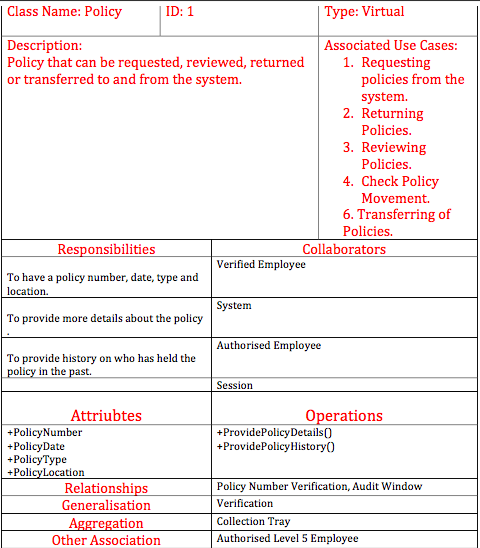 Class Name: Policy
ID: 1
Type: Virtual
Description:
Policy that can be requested, reviewed, returned
or transferred to and from the system.
Associated Use Cases:
1. Requesting
policies from the
system.
2. Returning
Policies.
3. Reviewing
Policies.
4. Check Policy
Movement.
6. Transferring of
Policies.
Responsibilities
Collaborators
To have a policy number, date, type and
location.
Verified Employee
To provide more details about the policy
.
System
To provide history on who has held the
policy in the past.
Authorised Employee
Session
Attriubtes
Operations
+PolicyNumber
+PolicyDate
+PolicyType
+PolicyLocation
+ProvidePolicyDetails()
+ProvidePolicyHistory()
Relationships
Policy Number Verification, Audit Window
Generalisation
Verification
Aggregation
Collection Tray
Other Association
Authorised Level 5 Employee